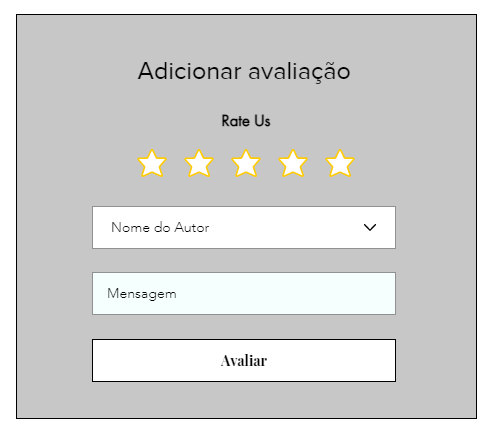 Adicionar avaliação
Rate Us
Nome do Autor
Mensagem
Avaliar